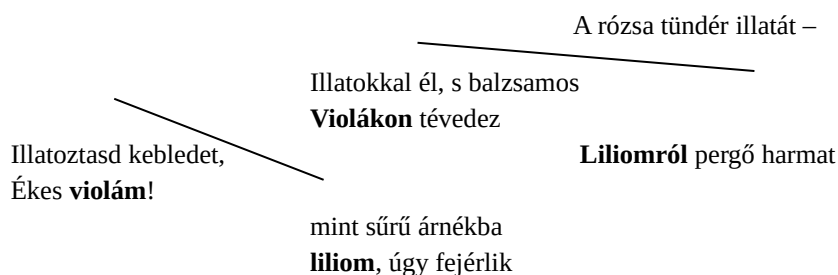 A rózsa tündér illatát –
Illatokkal él, s balzsamos
Violákon tévedez
Illatoztasd kebledet,
Ékes violám!
Liliomról pergő harmat
mint sűrű árnékba
liliom, úgy fejérlik